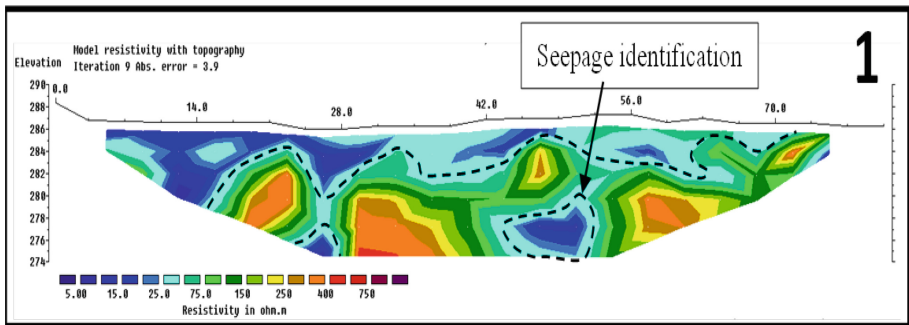 Seepage identification
1
Model resistivity with topography
Iteration 9 Abs. error = 3.9
Elevation
290
288
286
284
282
280
278
276
274
0.0
14.0
28.0
42.0
56.0
70.0
5.00 15.0 25.0 75.0 150 250 400 750
Resistivity in ohm.m